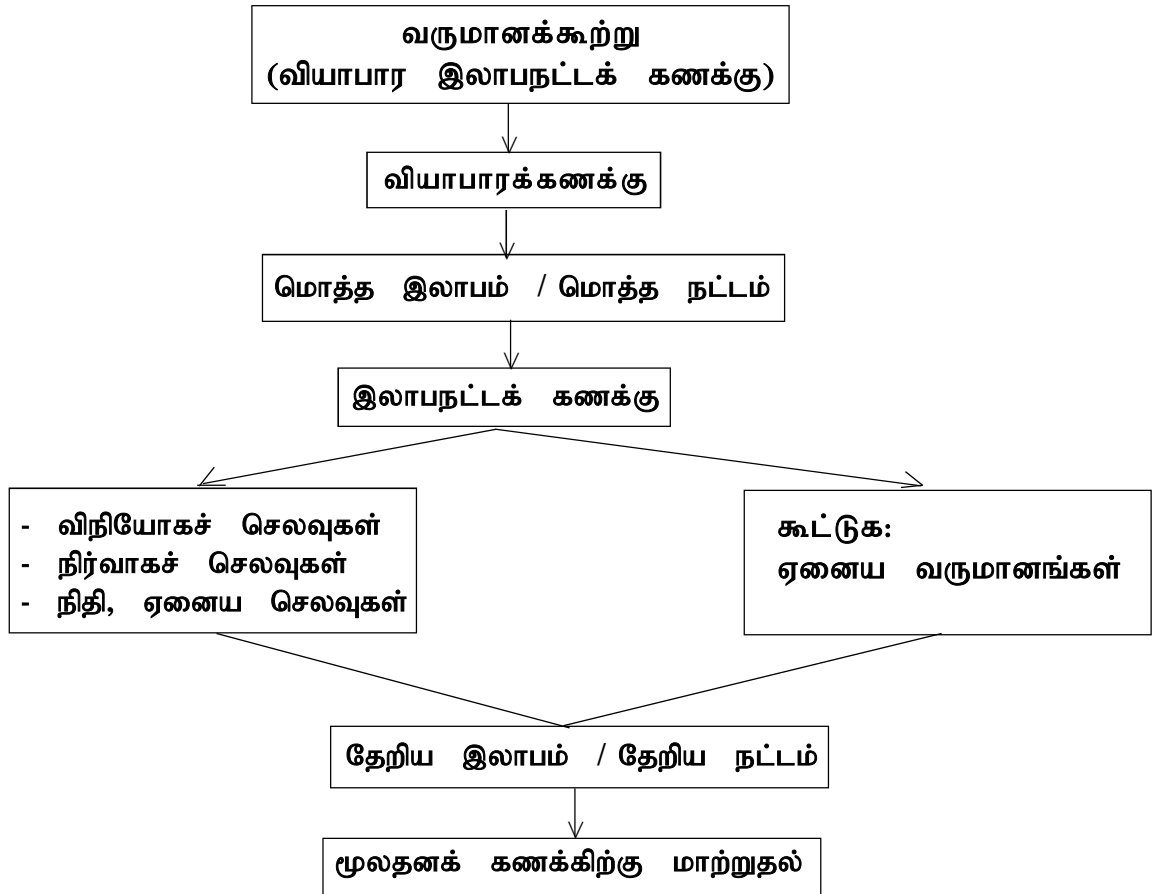 வருமானக்கூற்று
(வியாபார இலாபநட்டக் கணக்கு)
வியாபாரக்கணக்கு
மொத்த இலாபம் / மொத்த நட்டம்
இலாபநட்டக் கணக்கு
- விநியோகச் செலவுகள்
- நிர்வாகச் செலவுகள்
- நிதி, ஏனைய செலவுகள்
கூட்டுக:
ஏனைய வருமானங்கள்
தேறிய இலாபம் / தேறிய நட்டம்
மூலதனக் கணக்கிற்கு மாற்றுதல்